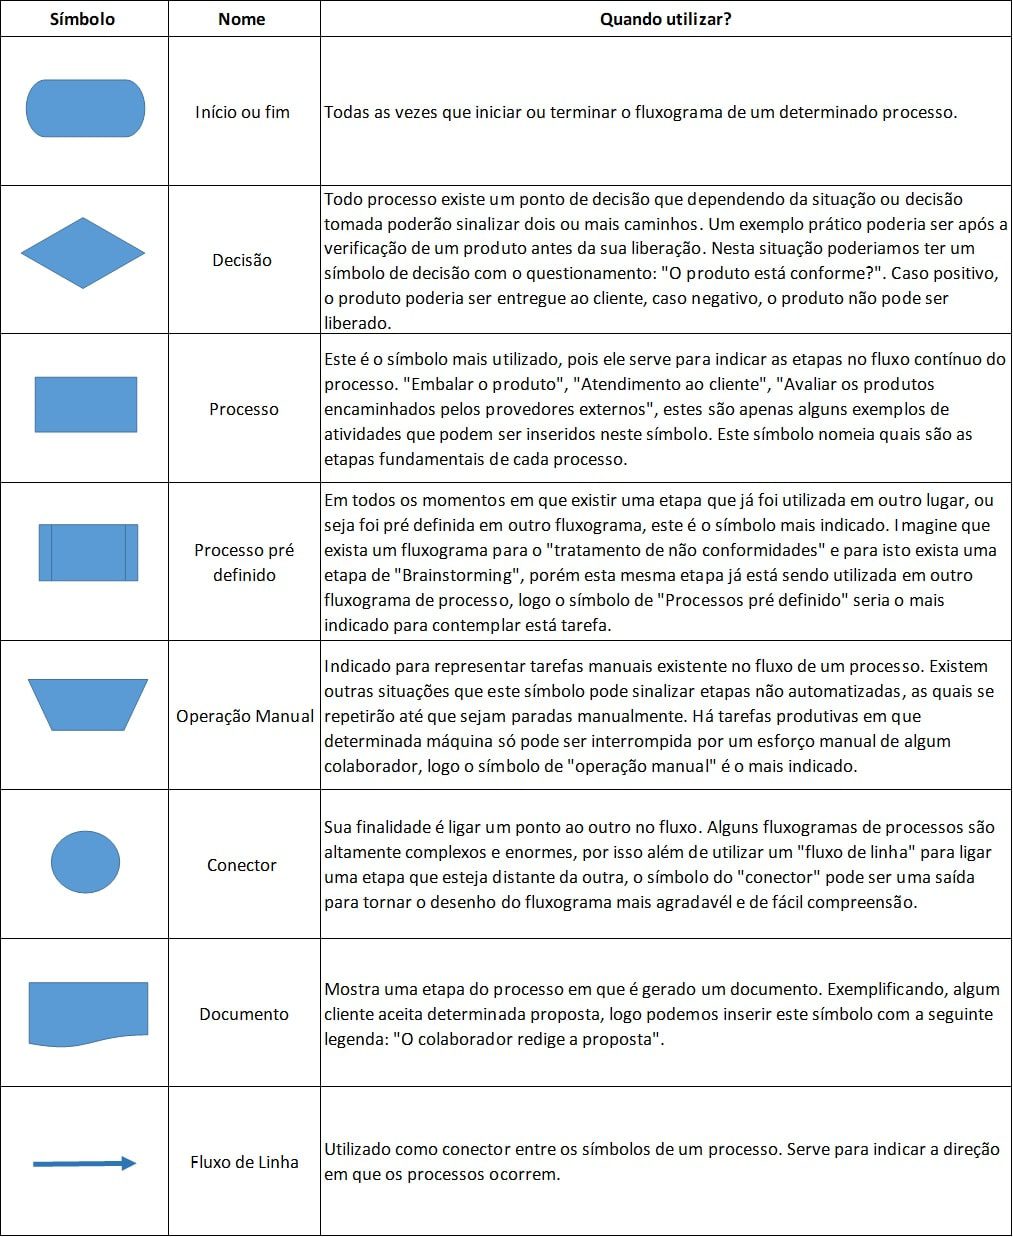 Símbolo
Nome
Quando utilizar?
Início ou fim
Todas as vezes que iniciar ou terminar o fluxograma de um determinado processo.
Decisão
Todo processo existe um ponto de decisão que dependendo da situação ou decisão
tomada poderão sinalizar dois ou mais caminhos. Um exemplo prático poderia ser após a
verificação de um produto antes da sua liberação. Nesta situação poderiamos ter um
símbolo de decisão com o questionamento: "O produto está conforme?". Caso positivo,
o produto poderia ser entregue ao cliente, caso negativo, o produto não pode ser
liberado.
Processo
Este é o símbolo mais utilizado, pois ele serve para indicar as etapas no fluxo contínuo do
processo. "Embalar o produto", "Atendimento ao cliente", "Avaliar os produtos
encaminhados pelos provedores externos", estes são apenas alguns exemplos de
atividades que podem ser inseridos neste símbolo. Este símbolo nomeia quais são as
etapas fundamentais de cada processo.
Processo pré
definido
Em todos os momentos em que existir uma etapa que já foi utilizada em outro lugar, ou
seja foi pré definida em outro fluxograma, este é o símbolo mais indicado. Imagine que
exista um fluxograma para o "tratamento de não conformidades" e para isto exista uma
etapa de "Brainstorming", porém esta mesma etapa já está sendo utilizada em outro
fluxograma de processo, logo o símbolo de "Processos pré definido" seria o mais
indicado para contemplar está tarefa.
Operação Manual
Indicado para representar tarefas manuais existente no fluxo de um processo. Existem
outras situações que este símbolo pode sinalizar etapas não automatizadas, as quais se
repetirão até que sejam paradas manualmente. Há tarefas produtivas em que
determinada máquina só pode ser interrompida por um esforço manual de algum
colaborador, logo o símbolo de "operação manual" é o mais indicado.
Conector
Sua finalidade é ligar um ponto ao outro no fluxo. Alguns fluxogramas de processos são
altamente complexos e enormes, por isso além de utilizar um "fluxo de linha" para ligar
uma etapa que esteja distante da outra, o símbolo do "conector" pode ser uma saída
para tornar o desenho do fluxograma mais agradavél e de fácil compreensão.
Documento
Mostra uma etapa do processo em que é gerado um documento. Exemplificando, algum
cliente aceita determinada proposta, logo podemos inserir este símbolo com a seguinte
legenda: "O colaborador redige a proposta".
Fluxo de Linha
Utilizado como conector entre os símbolos de um processo. Serve para indicar a direção
em que os processos ocorrem.